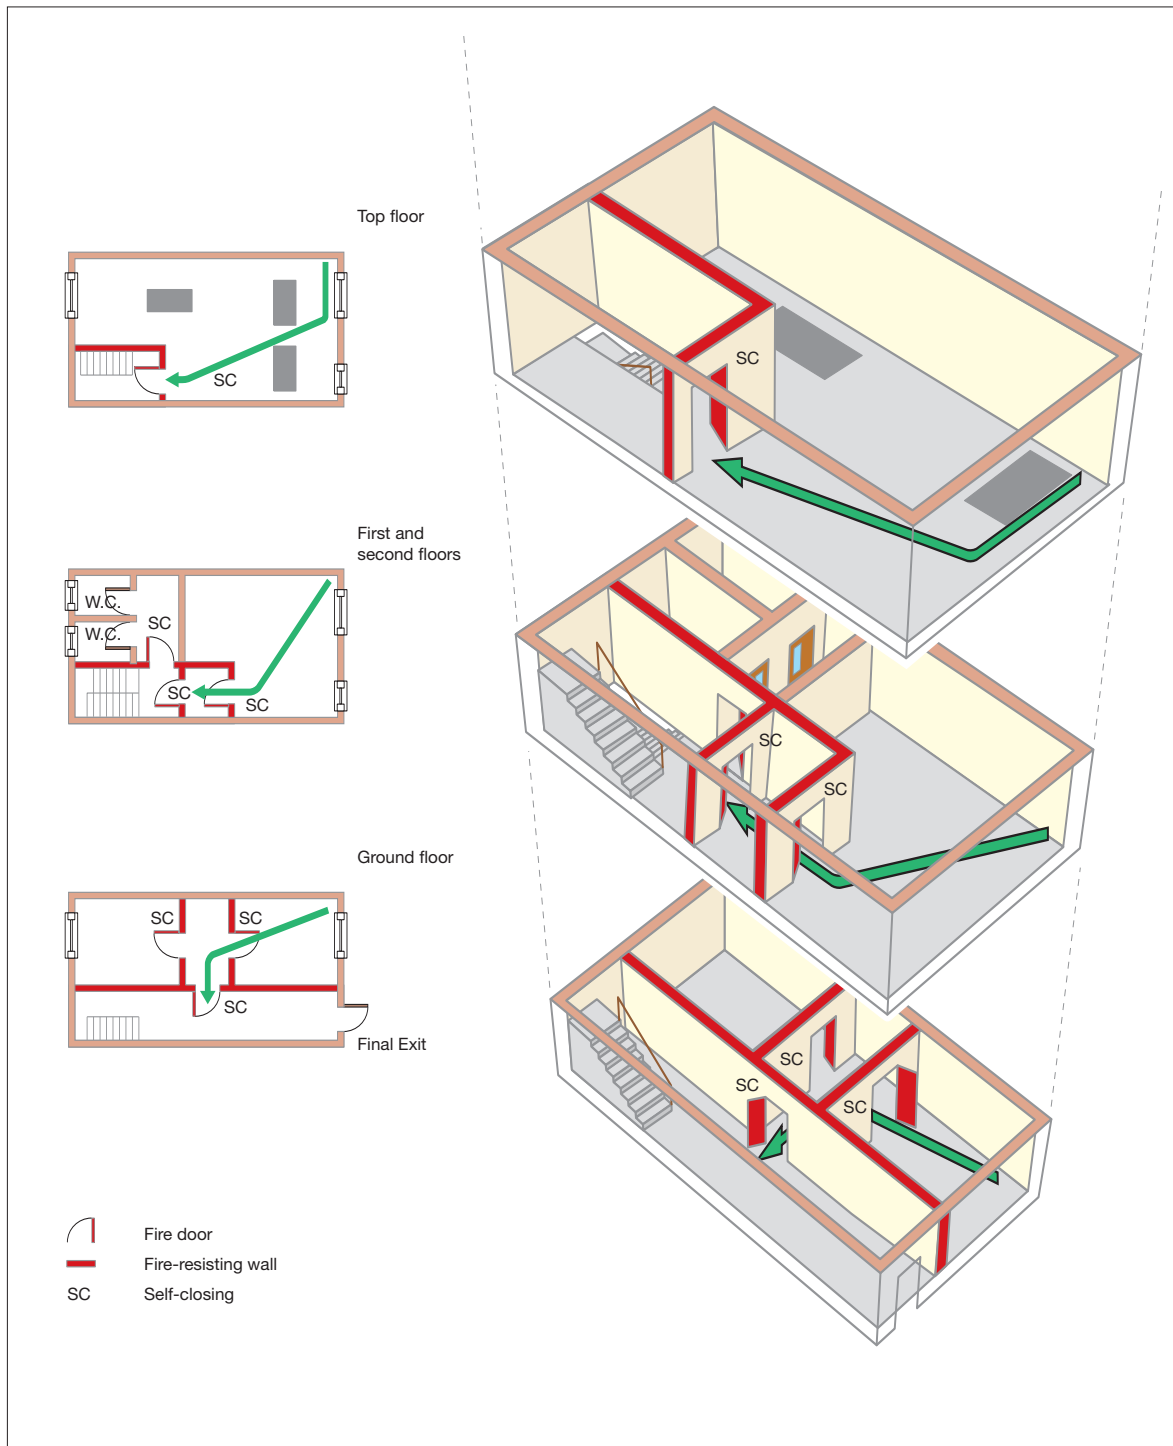 Top floor
SC
SC
First and
second floors
W.C.
W.C.
SC
SC
SC
SC
SC
Ground floor
SC
SC
SC
Final Exit
SC
SC
SC
Fire door
Fire-resisting wall
SC
Self-closing